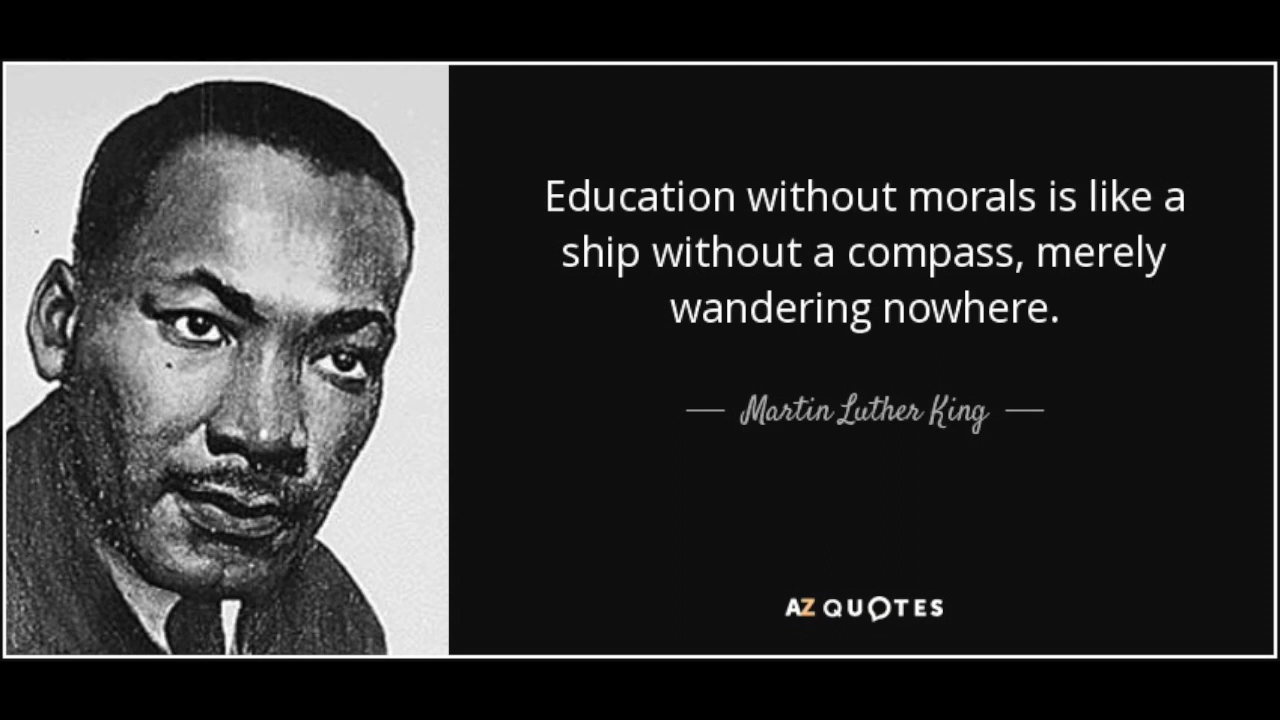 Education without morals is like a
ship without a compass, merely
wandering nowhere.
Martin Luther King
AZ QUOTES